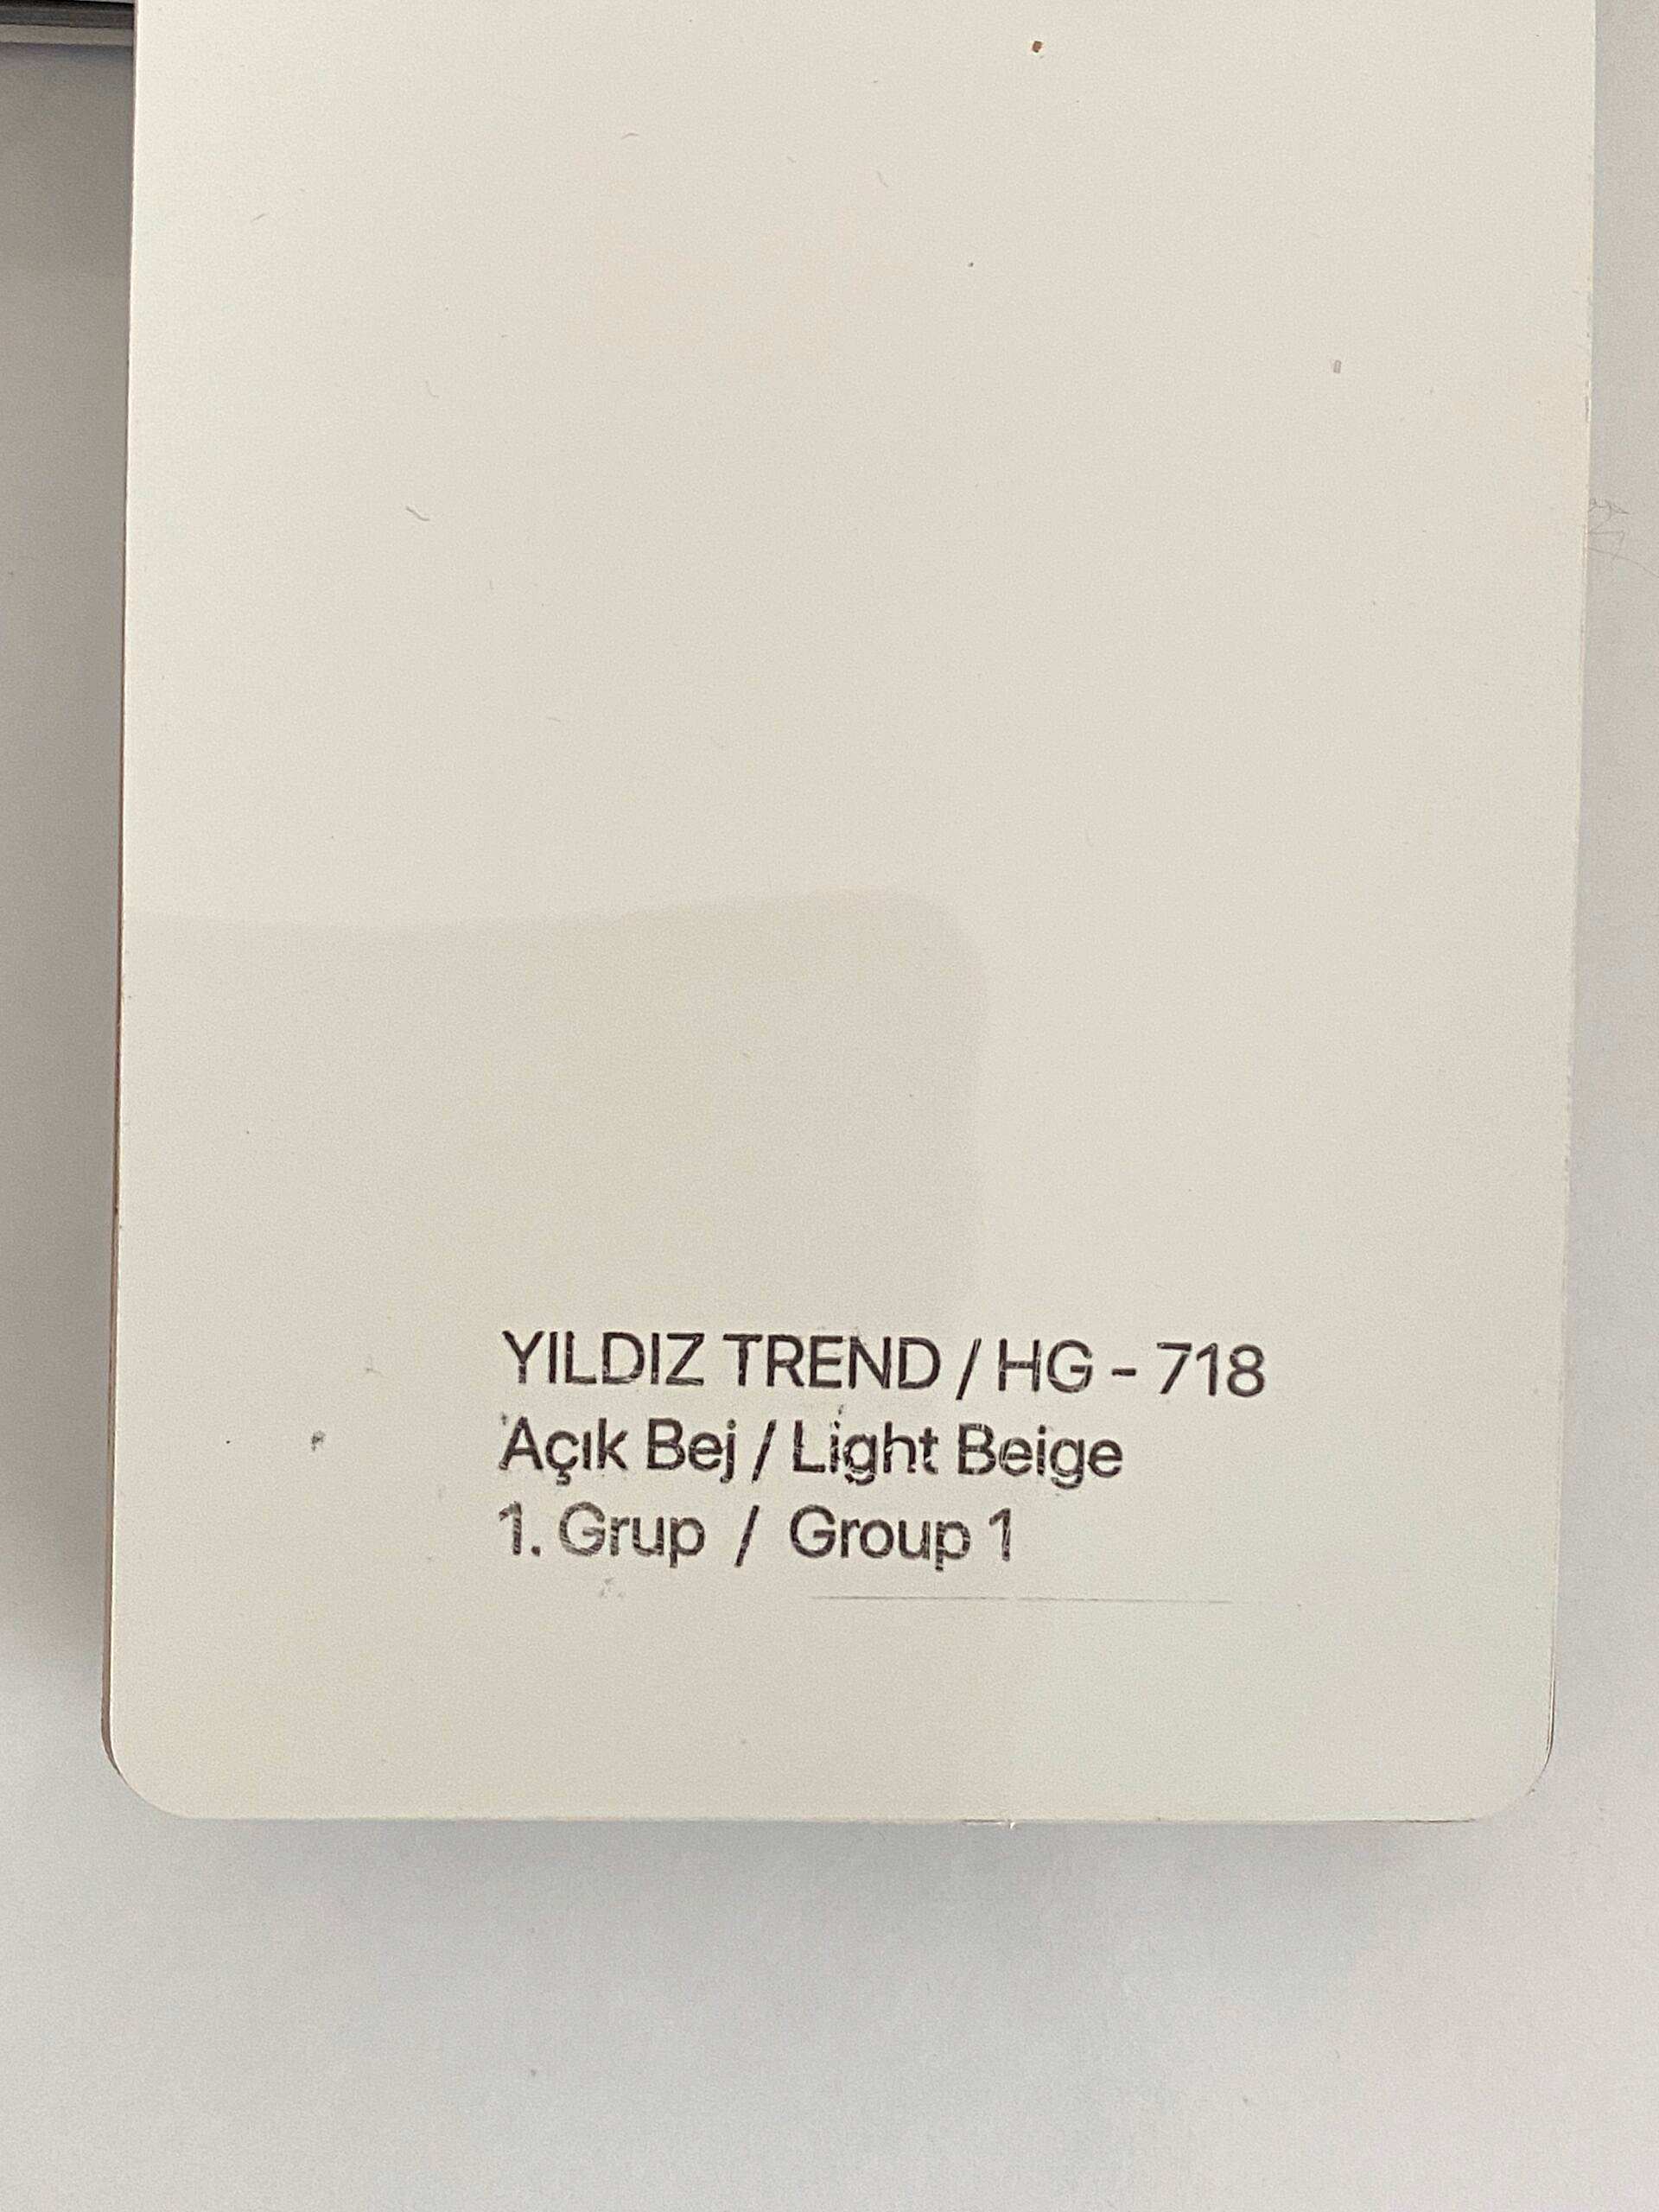 YILDIZ TREND / HG - 718
Açık Bej / Light Beige
1. Grup / Group 1